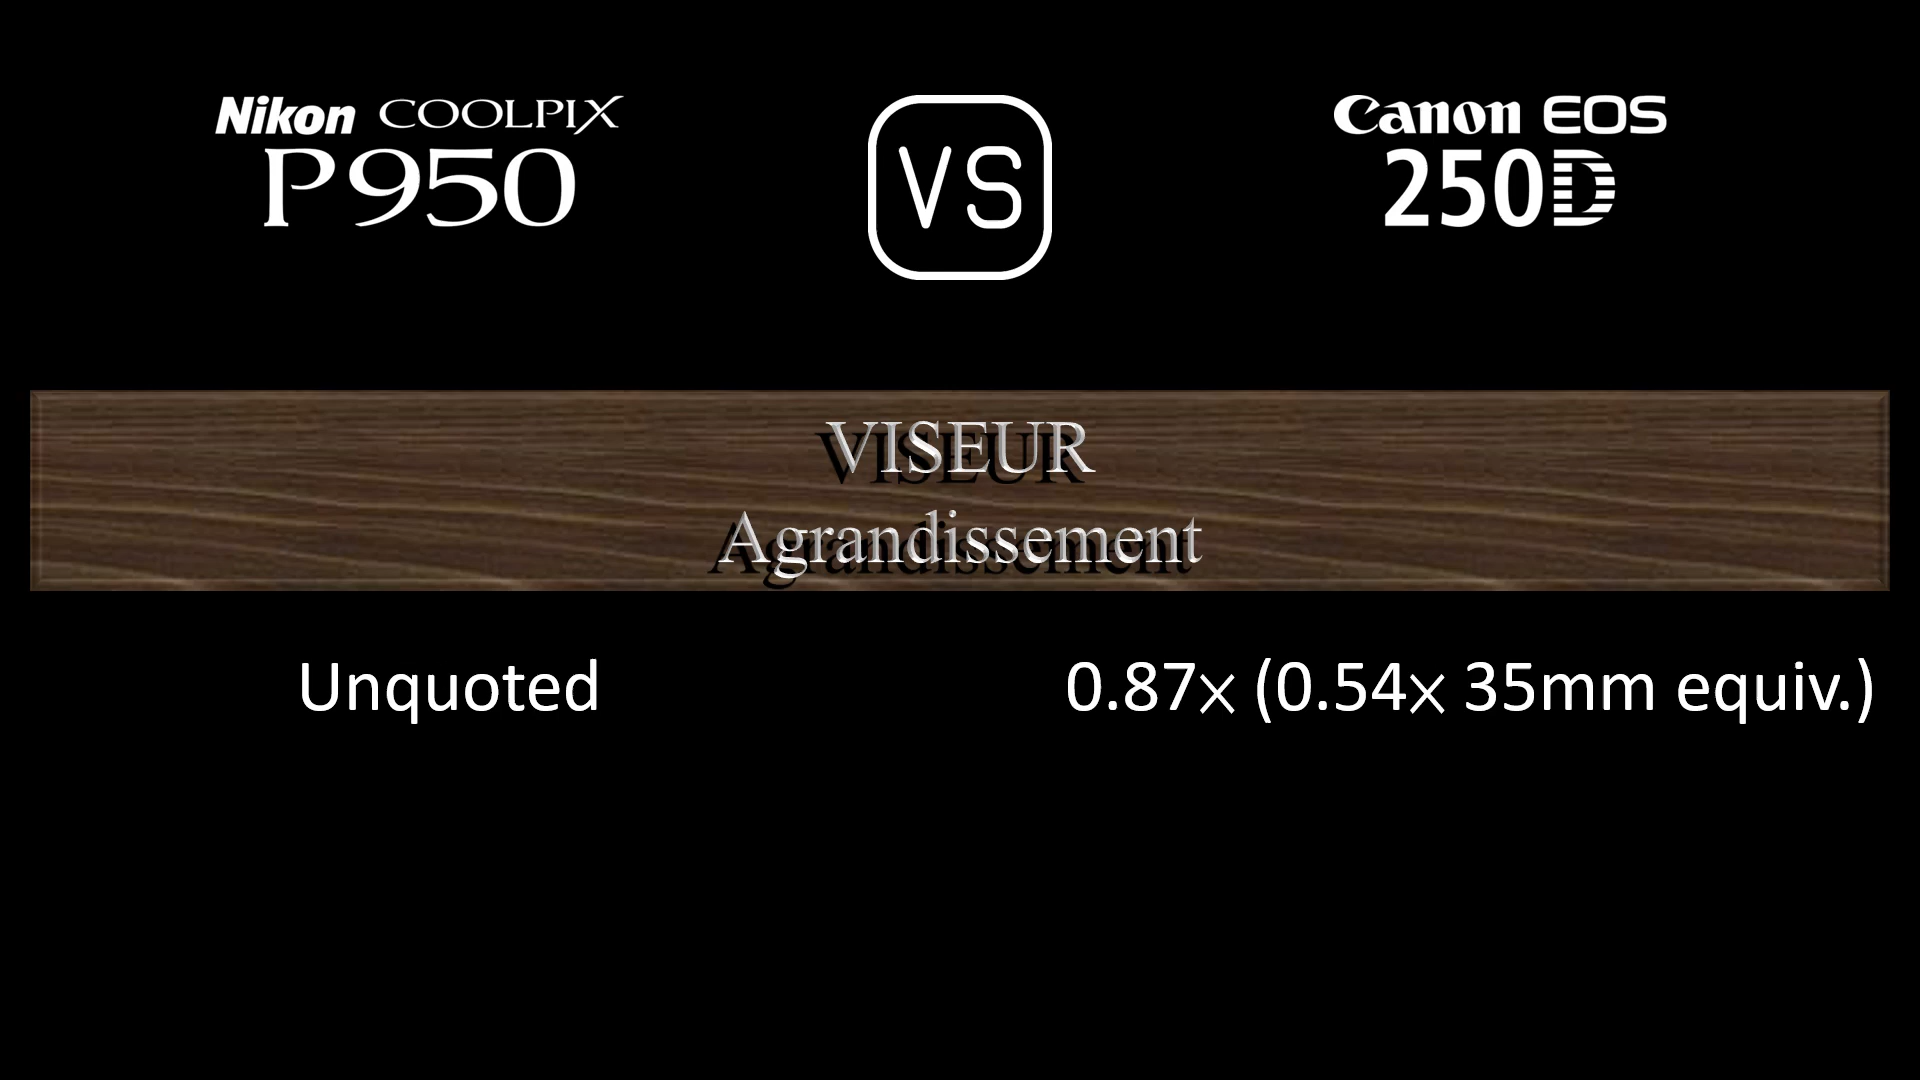 Nikon COOLPIX
P950
VS
Canon EOS
250D
VISEUR
Agrandissement
Unquoted
0.87× (0.54× 35mm equiv.)